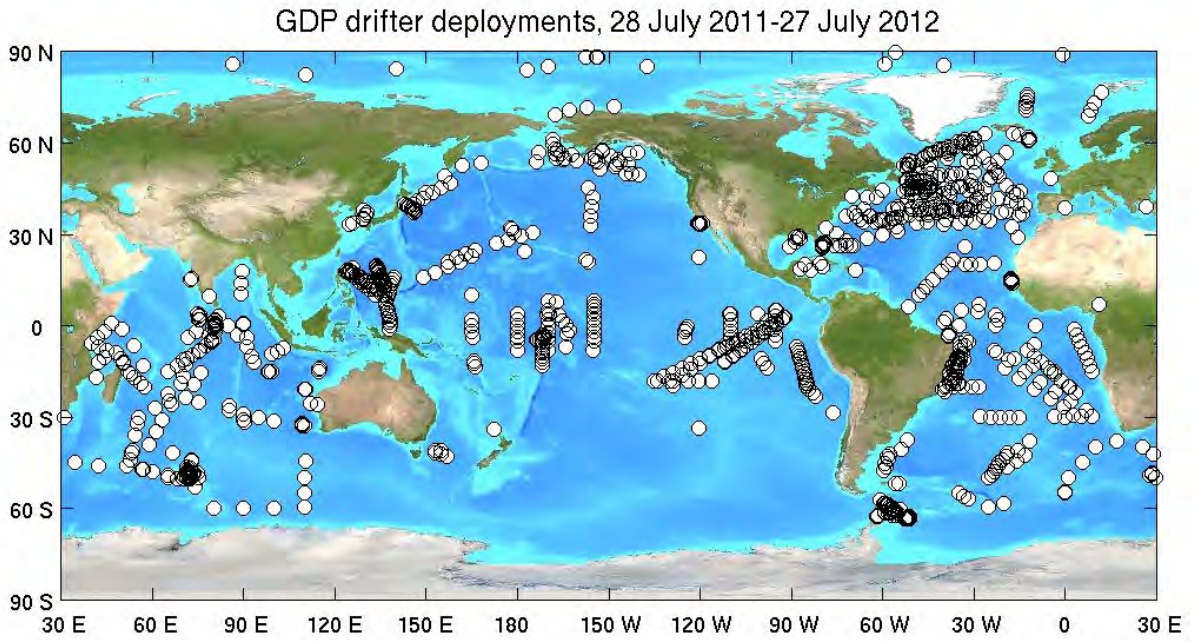 GDP drifter deployments, 28 July 2011-27 July 2012
90 N
60 N
30 N
0
30 S
60 S
90 S
30 E 60 E 90 E 120 E 150 E 180 150 W 120 W 90 W 60 W 30 W 0 30 E